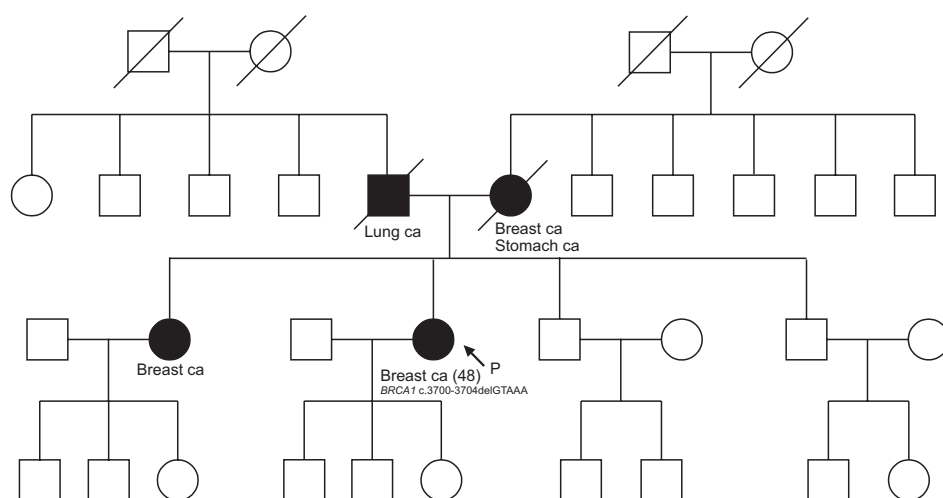 Lung ca
Breast ca
Stomach ca
Breast ca
P
Breast ca (48)
BRCA1 c.3700-3704delGTAAA